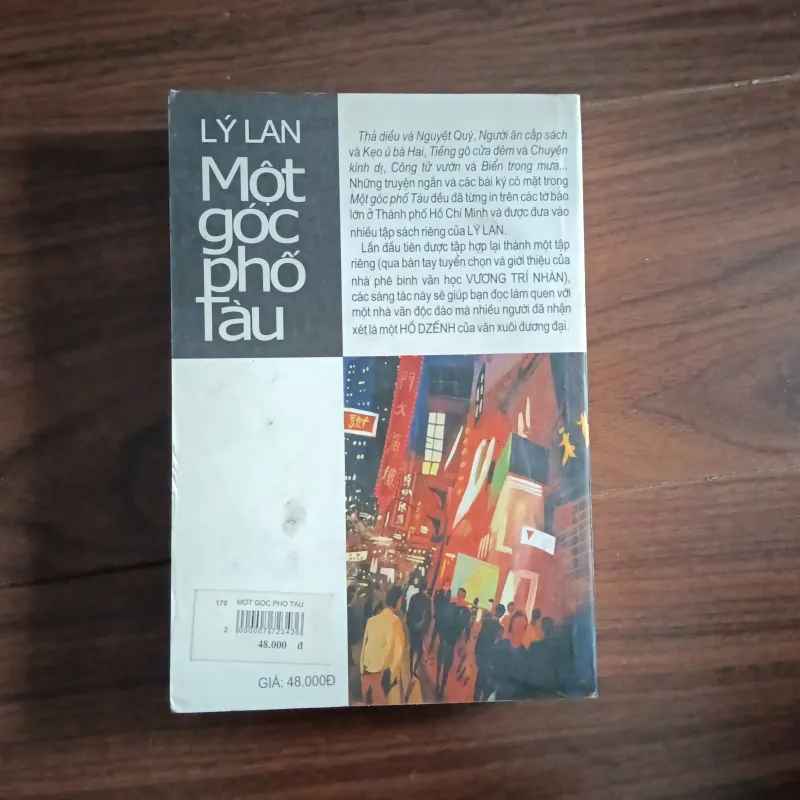 LÝ LAN
Một
góc
phố
Tàu
Thả diều và Nguyệt Quý, Người ăn cắp sách
và Kẹo ú bà Hai, Tiếng gõ cửa đêm và Chuyện
kinh dị, Công tử vườn và Biển trong mưa...
Những truyện ngắn và các bài ký có mặt trong
Một góc phố Tàu đều đã từng in trên các tờ báo
lớn ở Thành phố Hồ Chí Minh và được đưa vào
nhiều tập sách riêng của LÝ LAN.
Lần đầu tiên được tập hợp lại thành một tập
riêng (qua bàn tay tuyển chọn và giới thiệu của
nhà phê bình văn học VƯƠNG TRÍ NHÀN),
các sáng tác này sẽ giúp bạn đọc làm quen với
một nhà văn độc đáo mà nhiều người đã nhận
xét là một HỒ DZẾNH của văn xuôi đương đại.
門大酒樓
179 MOT GOC PHO TAU
48.000 đ
GIÁ: 48.000Đ